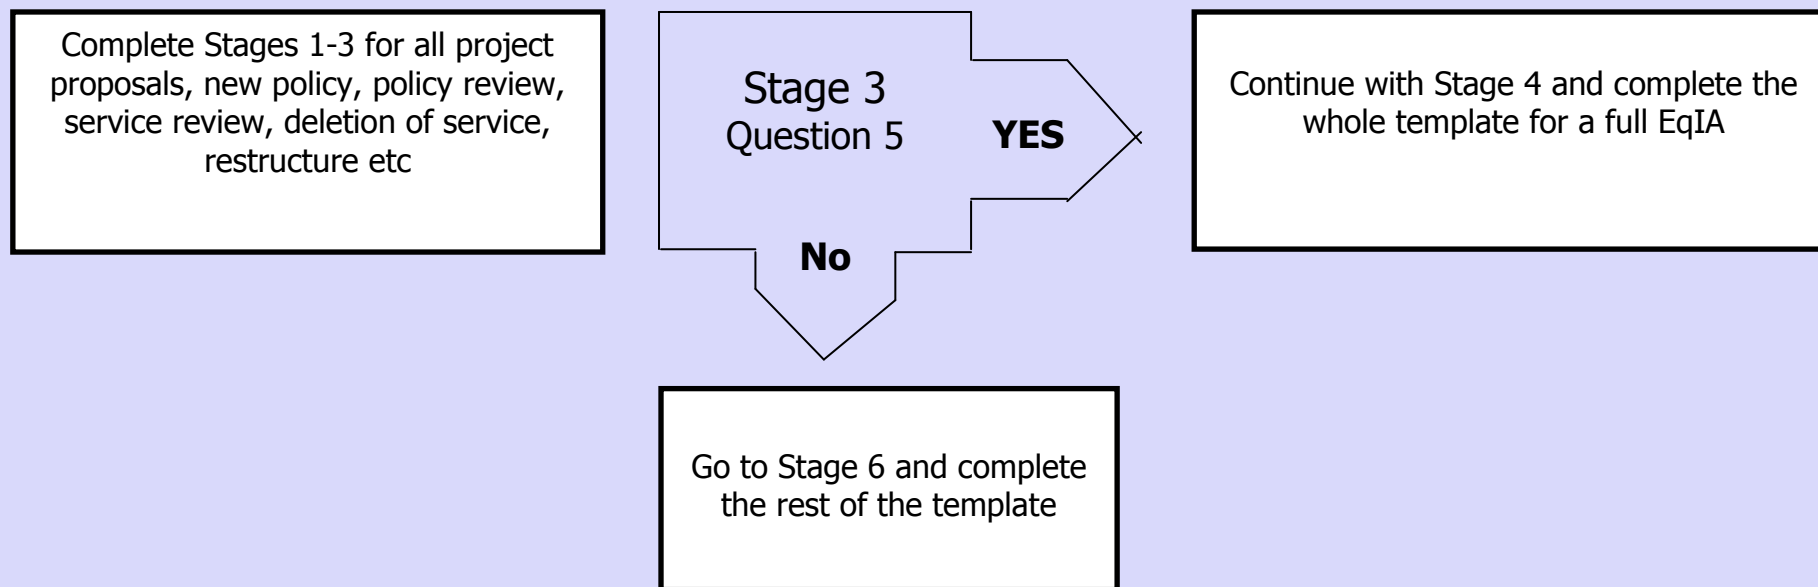 Complete Stages 1-3 for all project
proposals, new policy, policy review,
service review, deletion of service,
restructure etc
Stage 3
Question 5
YES
No
Continue with Stage 4 and complete the
whole template for a full EqIA
Go to Stage 6 and complete
the rest of the template